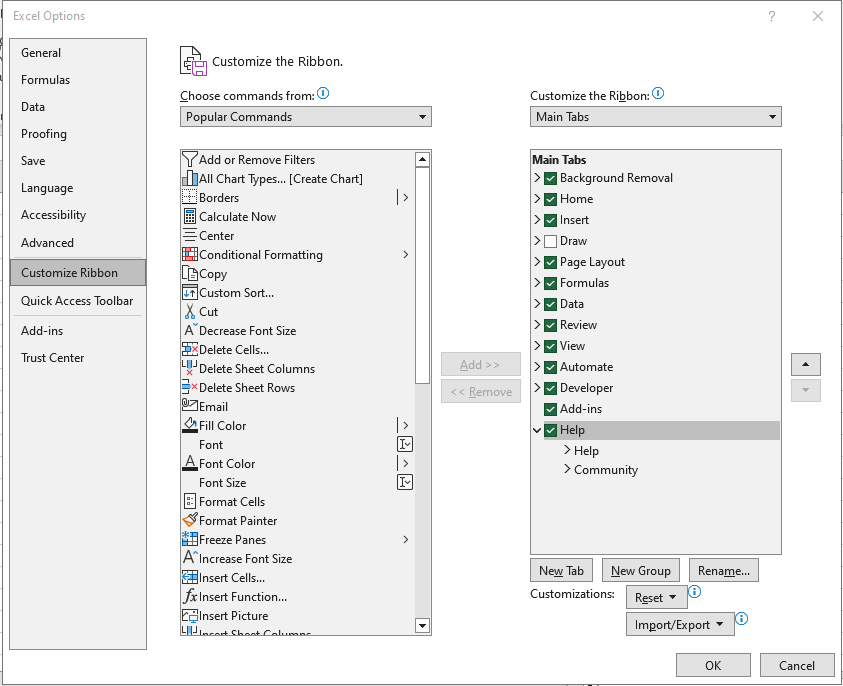 Excel Options
General
Formulas
Data
Proofing
Save
Language
Accessibility
Advanced
Customize Ribbon
Quick Access Toolbar
Add-ins
Trust Center
Customize the Ribbon.
Choose commands from:
Popular Commands
Add or Remove Filters
All Chart Types... [Create Chart]
Borders
Calculate Now
Center
Conditional Formatting
Copy
Custom Sort...
Cut
Decrease Font Size
Delete Cells...
Delete Sheet Columns
Delete Sheet Rows
Email
Fill Color
Font
Font Color
Font Size
Format Cells
Format Painter
Freeze Panes
Increase Font Size
Insert Cells...
Insert Function...
Insert Picture
Insert Sheet Columns
Add >>
<< Remove
Customize the Ribbon:
Main Tabs
Main Tabs
Background Removal
Home
Insert
Draw
Page Layout
Formulas
Data
Review
View
Automate
Developer
Add-ins
Help
Help
Community
New Tab
New Group
Rename...
Customizations:
Reset
Import/Export
OK
Cancel